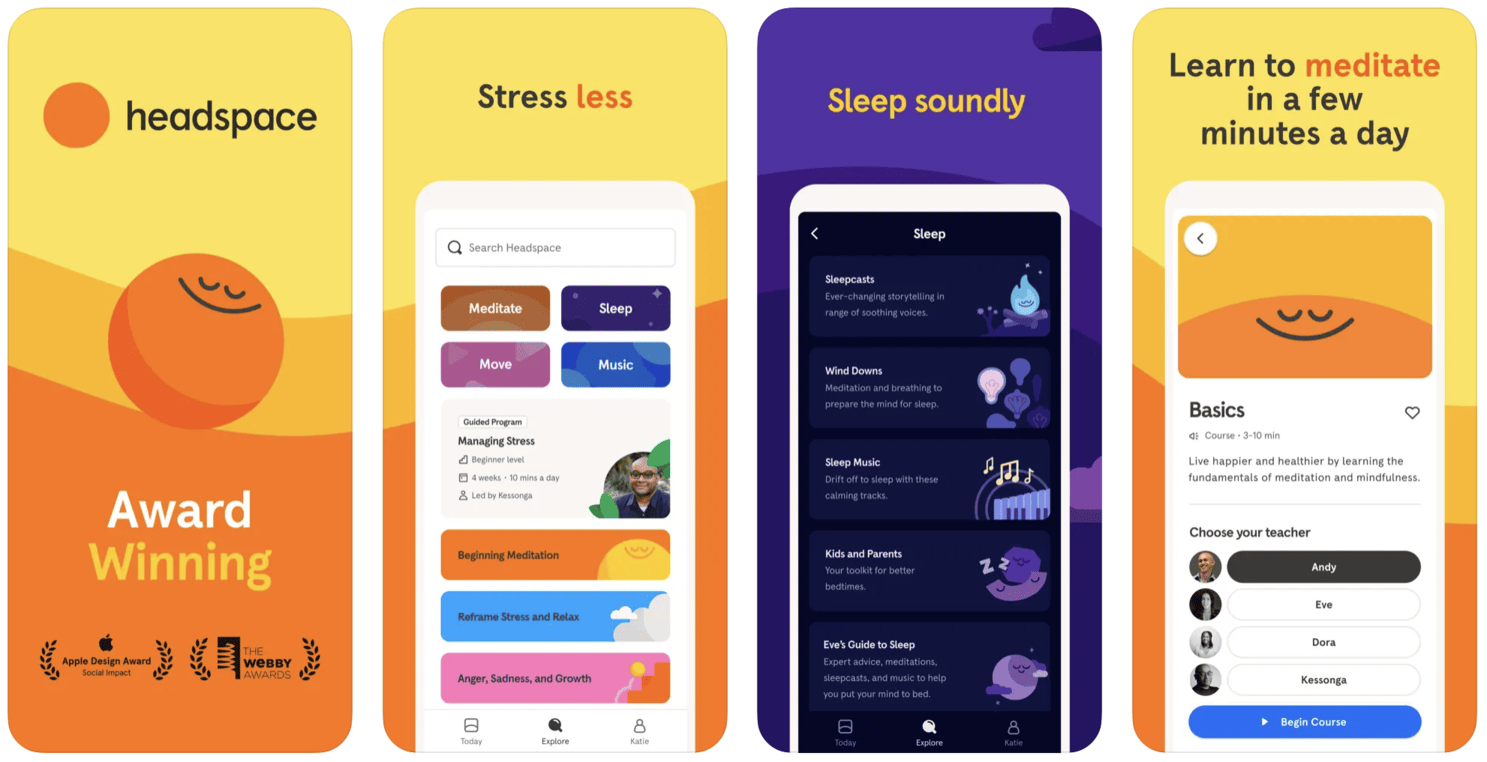 headspace
Award
Winning
Apple Design Award
Social Impact
THE
WEBBY
AWARDS
Stress less
Search Headspace
Meditate
Sleep
Move
Music
Guided Program
Managing Stress
Beginner level
4 weeks • 10 mins a day
Led by Kessonga
Beginning Meditation
Reframe Stress and Relax
Anger, Sadness, and Growth
Today
Explore
Katie
Sleep soundly
Sleep
Sleepcasts
Ever-changing storytelling in
range of soothing voices.
Wind Downs
Meditation and breathing to
prepare the mind for sleep.
Sleep Music
Drift off to sleep with these
calming tracks.
Kids and Parents
Your toolkit for better
bedtimes.
Z z
Eve's Guide to Sleep
Expert advice, meditations,
sleepcasts, and music to help
you put your mind to bed.
Today
Explore
Katie
Learn to meditate
in a few
minutes a day
Basics
Course • 3-10 min
Live happier and healthier by learning the
fundamentals of meditation and mindfulness.
Choose your teacher
Andy
Eve
Dora
Kessonga
Begin Course